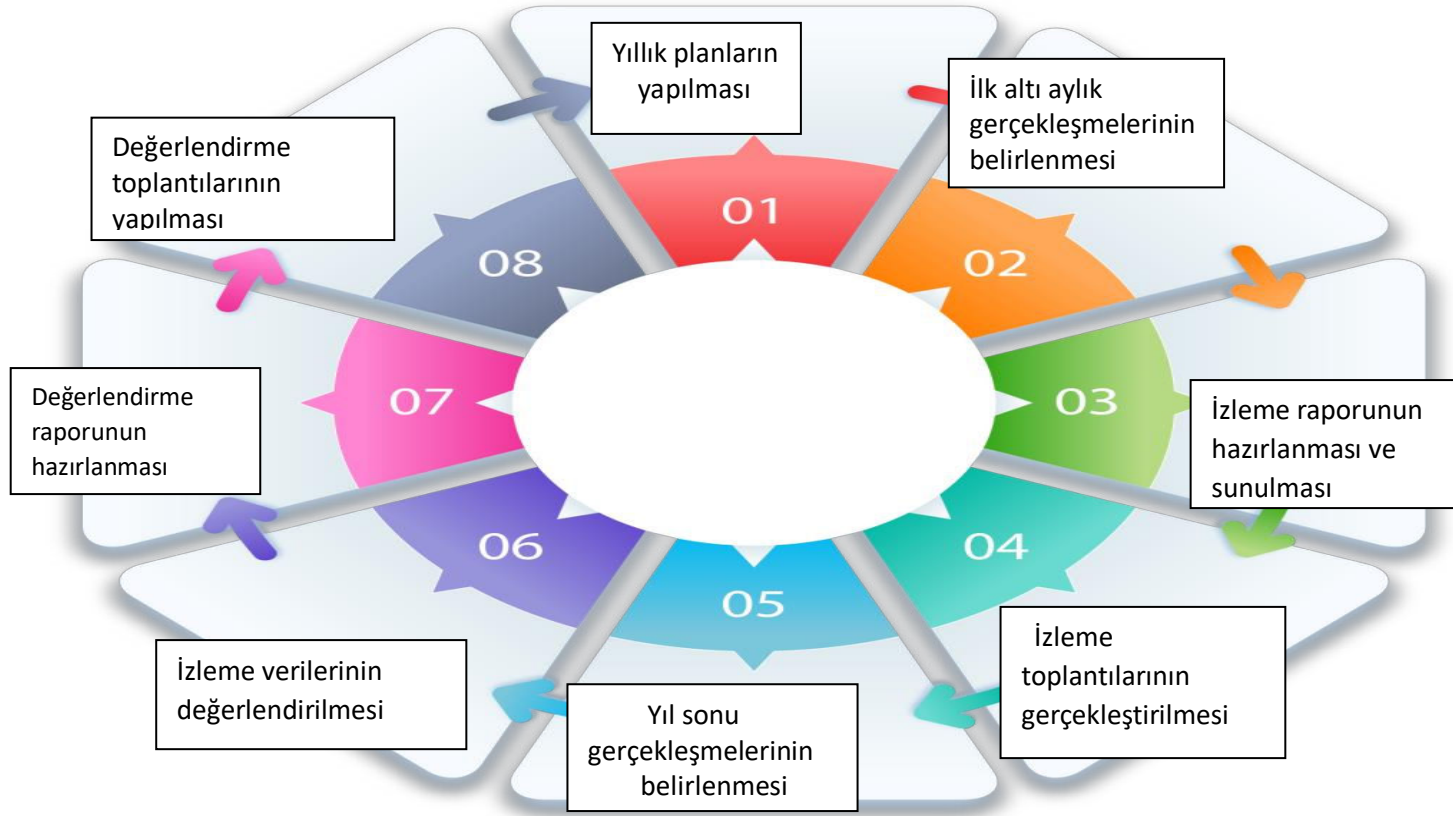 01
Yıllık planların
yapılması
02
İlk altı aylık
gerçekleşmelerinin
belirlenmesi
03
İzleme raporunun
hazırlanması ve
sunulması
04
İzleme
toplantılarının
gerçekleştirilmesi
05
Yıl sonu
gerçekleşmelerinin
belirlenmesi
06
İzleme verilerinin
değerlendirilmesi
07
Değerlendirme
raporunun
hazırlanması
08
Değerlendirme
toplantılarının
yapılması